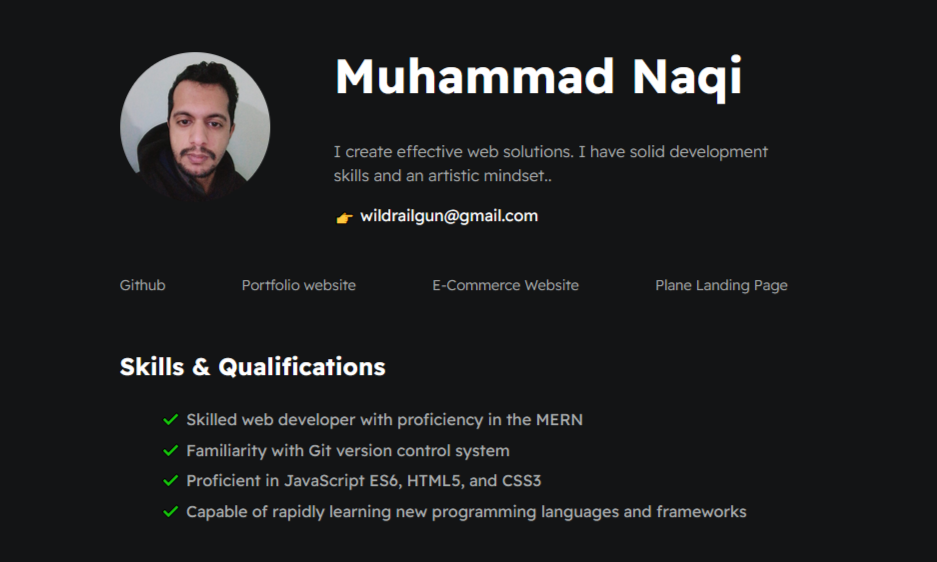 Muhammad Naqi
I create effective web solutions. I have solid development
skills and an artistic mindset..
👉 wildrailgun@gmail.com
Github Portfolio website E-Commerce Website Plane Landing Page
Skills & Qualifications
✓ Skilled web developer with proficiency in the MERN
✓ Familiarity with Git version control system
✓ Proficient in JavaScript ES6, HTML5, and CSS3
✓ Capable of rapidly learning new programming languages and frameworks